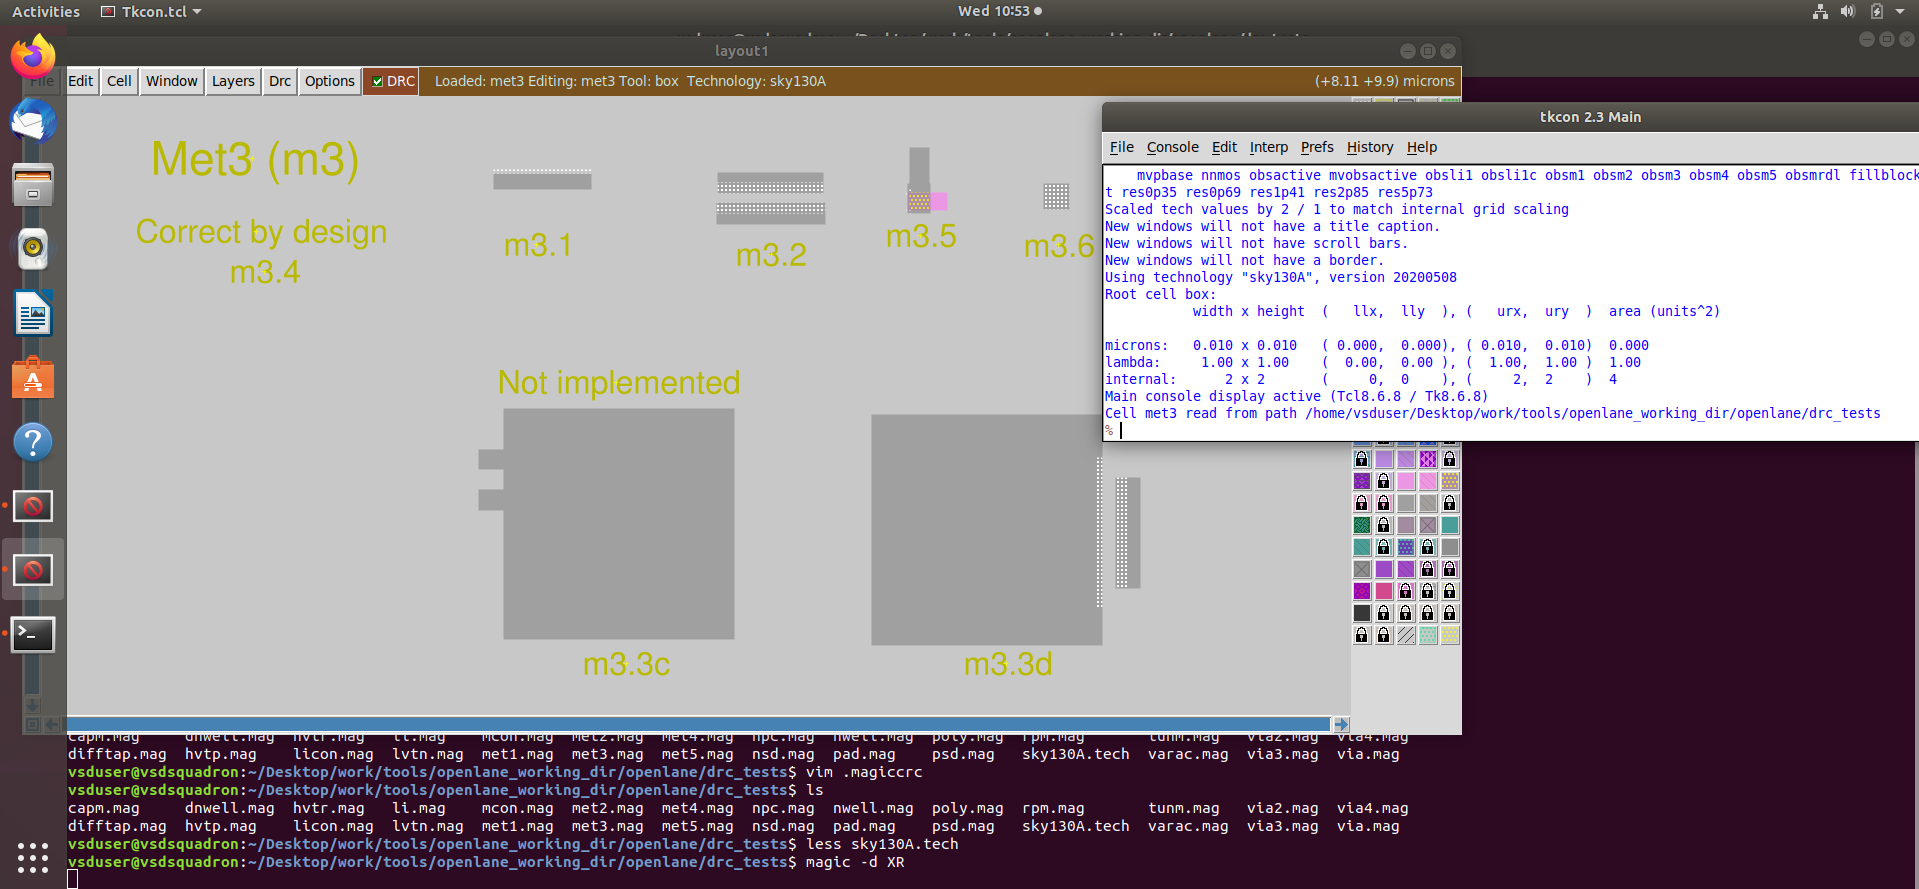 Activities Tkcon.tcl Wed 10:53
layout1
File Edit Cell Window Layers Drc Options DRC Loaded: met3 Editing: met3 Tool: box Technology: sky130A (+8.11 +9.9) microns
Met3 (m3)
Correct by design
m3.4
m3.1
m3.2
m3.5
m3.6
Not implemented
m3.3c
m3.3d
tkcon 2.3 Main
File Console Edit Interp Prefs History Help
mvpbase nnmos obsactive mvobsactive obsli1 obsli1c obsm1 obsm2 obsm3 obsm4 obsm5 obsmrdl fillblock
t res0p35 res0p69 res1p41 res2p85 res5p73
Scaled tech values by 2 / 1 to match internal grid scaling
New windows will not have a title caption.
New windows will not have scroll bars.
New windows will not have a border.
Using technology "sky130A", version 20200508
Root cell box:
width x height ( llx, lly ), ( urx, ury ) area (units^2)
microns: 0.010 x 0.010 ( 0.000, 0.000), ( 0.010, 0.010) 0.000
lambda: 1.00 x 1.00 ( 0.00, 0.00 ), ( 1.00, 1.00 ) 1.00
internal: 2 x 2 ( 0, 0 ), ( 2, 2 ) 4
Main console display active (Tcl8.6.8 / Tk8.6.8)
Cell met3 read from path /home/vsduser/Desktop/work/tools/openlane_working_dir/openlane/drc_tests
%
capm.mag dnwell.mag hvtr.mag li.mag mcon.mag met2.mag met4.mag npc.mag nwell.mag poly.mag rpm.mag tunm.mag via2.mag via4.mag
difftap.mag hvtp.mag licon.mag lvtn.mag met1.mag met3.mag met5.mag nsd.mag pad.mag psd.mag sky130A.tech varac.mag via3.mag via.mag
vsduser@vsdsquadron:~/Desktop/work/tools/openlane_working_dir/openlane/drc_tests$ vim .magiccrc
vsduser@vsdsquadron:~/Desktop/work/tools/openlane_working_dir/openlane/drc_tests$ ls
capm.mag dnwell.mag hvtr.mag li.mag mcon.mag met2.mag met4.mag npc.mag nwell.mag poly.mag rpm.mag tunm.mag via2.mag via4.mag
difftap.mag hvtp.mag licon.mag lvtn.mag met1.mag met3.mag met5.mag nsd.mag pad.mag psd.mag sky130A.tech varac.mag via3.mag via.mag
vsduser@vsdsquadron:~/Desktop/work/tools/openlane_working_dir/openlane/drc_tests$ less sky130A.tech
vsduser@vsdsquadron:~/Desktop/work/tools/openlane_working_dir/openlane/drc_tests$ magic -d XR